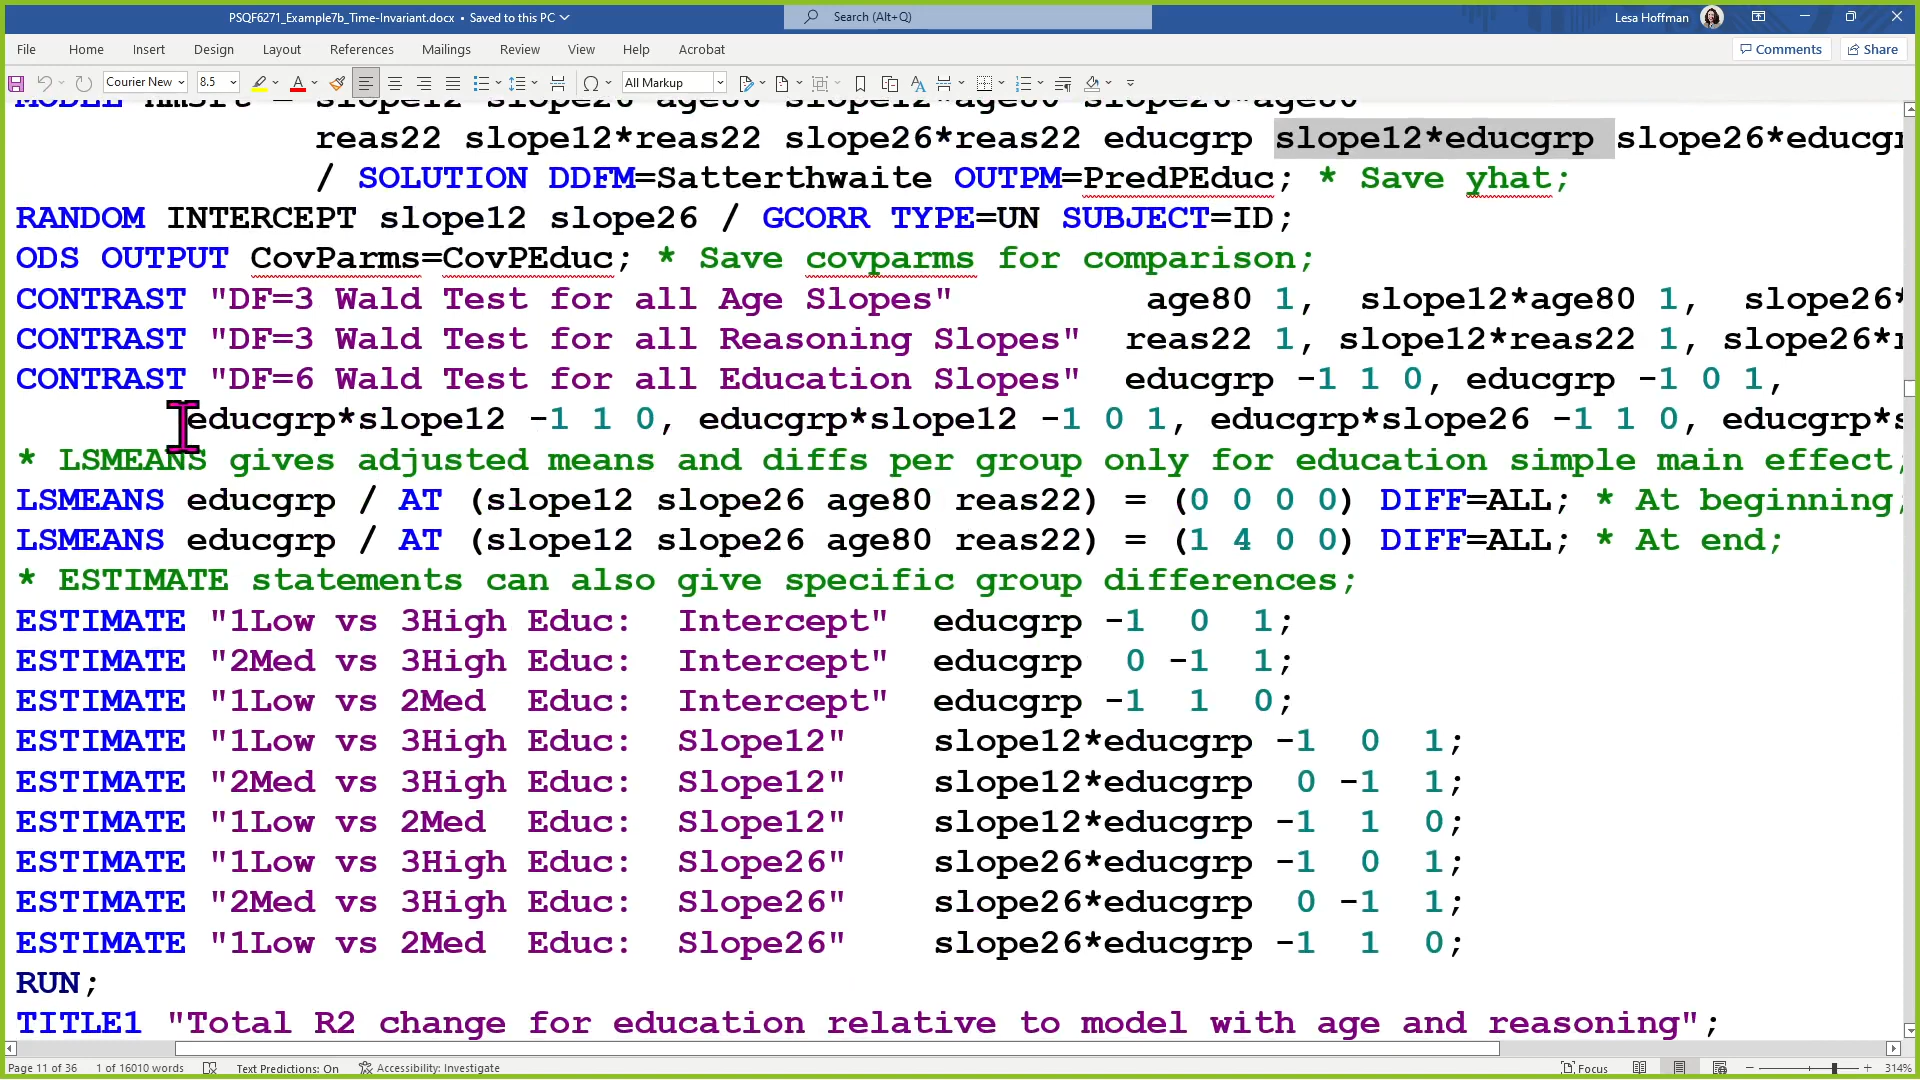 PSQF6271_Example7b_Time-Invariant.docx • Saved to this PC
Search (Alt+Q)
Lesa Hoffman
File Home Insert Design Layout References Mailings Review View Help Acrobat
Comments Share
Courier New 8.5 All Markup
reas22 slope12*reas22 slope26*reas22 educgrp slope12*educgrp slope26*educgr
/ SOLUTION DDFM=Satterthwaite OUTPM=PredPEduc; * Save yhat;
RANDOM INTERCEPT slope12 slope26 / GCORR TYPE=UN SUBJECT=ID;
ODS OUTPUT CovParms=CovPEduc; * Save covparms for comparison;
CONTRAST "DF=3 Wald Test for all Age Slopes" age80 1, slope12*age80 1, slope26*
CONTRAST "DF=3 Wald Test for all Reasoning Slopes" reas22 1, slope12*reas22 1, slope26*r
CONTRAST "DF=6 Wald Test for all Education Slopes" educgrp -1 1 0, educgrp -1 0 1,
educgrp*slope12 -1 1 0, educgrp*slope12 -1 0 1, educgrp*slope26 -1 1 0, educgrp*s
* LSMEANS gives adjusted means and diffs per group only for education simple main effect;
LSMEANS educgrp / AT (slope12 slope26 age80 reas22) = (0 0 0 0) DIFF=ALL; * At beginning;
LSMEANS educgrp / AT (slope12 slope26 age80 reas22) = (1 4 0 0) DIFF=ALL; * At end;
* ESTIMATE statements can also give specific group differences;
ESTIMATE "1Low vs 3High Educ: Intercept" educgrp -1 0 1;
ESTIMATE "2Med vs 3High Educ: Intercept" educgrp 0 -1 1;
ESTIMATE "1Low vs 2Med Educ: Intercept" educgrp -1 1 0;
ESTIMATE "1Low vs 3High Educ: Slope12" slope12*educgrp -1 0 1;
ESTIMATE "2Med vs 3High Educ: Slope12" slope12*educgrp 0 -1 1;
ESTIMATE "1Low vs 2Med Educ: Slope12" slope12*educgrp -1 1 0;
ESTIMATE "1Low vs 3High Educ: Slope26" slope26*educgrp -1 0 1;
ESTIMATE "2Med vs 3High Educ: Slope26" slope26*educgrp 0 -1 1;
ESTIMATE "1Low vs 2Med Educ: Slope26" slope26*educgrp -1 1 0;
RUN;
TITLE1 "Total R2 change for education relative to model with age and reasoning";
Page 11 of 36 1 of 16010 words Text Predictions: On Accessibility: Investigate Focus 314%